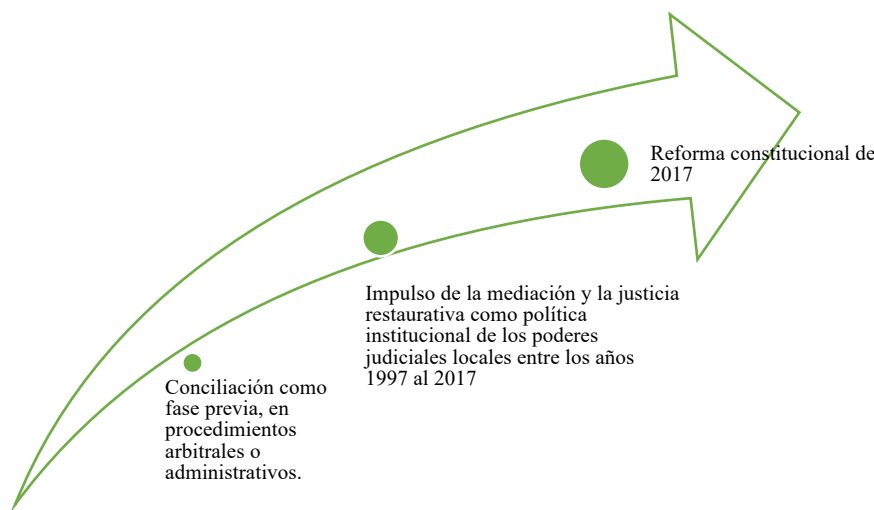 Conciliación como
fase previa, en
procedimientos
arbitrales o
administrativos.
Impulso de la mediación y la justicia
restaurativa como política
institucional de los poderes
judiciales locales entre los años
1997 al 2017
Reforma constitucional de
2017